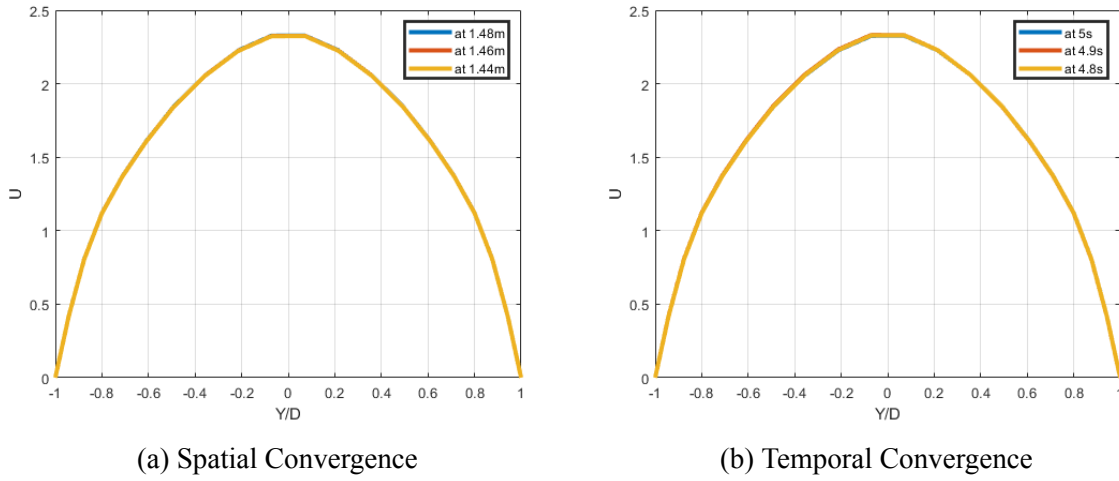 2.5
2
1.5
1
0.5
0
-1
-0.8
-0.6
-0.4
-0.2
0
0.2
0.4
0.6
0.8
1
U
Y/D
at 1.48m
at 1.46m
at 1.44m
(a) Spatial Convergence
2.5
2
1.5
1
0.5
0
-1
-0.8
-0.6
-0.4
-0.2
0
0.2
0.4
0.6
0.8
1
U
Y/D
at 5s
at 4.9s
at 4.8s
(b) Temporal Convergence